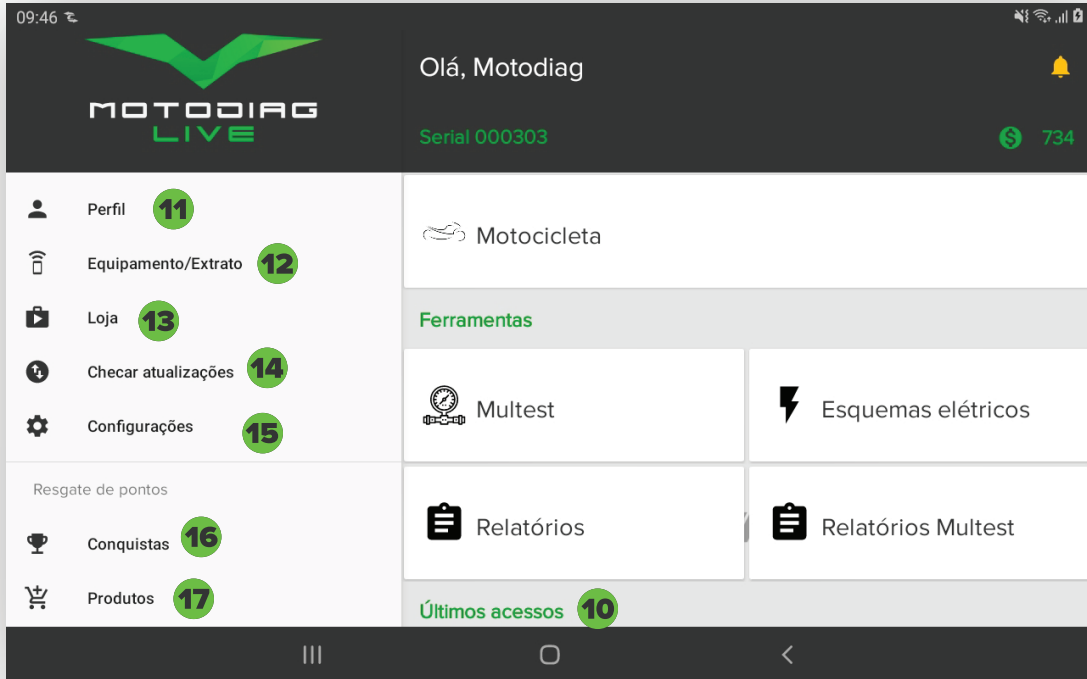 09:46
MOTODIAG
LIVE
Olá, Motodiag
Serial 000303
734
Perfil 11
Equipamento/Extrato 12
Loja 13
Checar atualizações 14
Configurações 15
Resgate de pontos
Conquistas 16
Produtos 17
Motocicleta
Ferramentas
Multest
Esquemas elétricos
Relatórios
Relatórios Multest
Últimos acessos 10